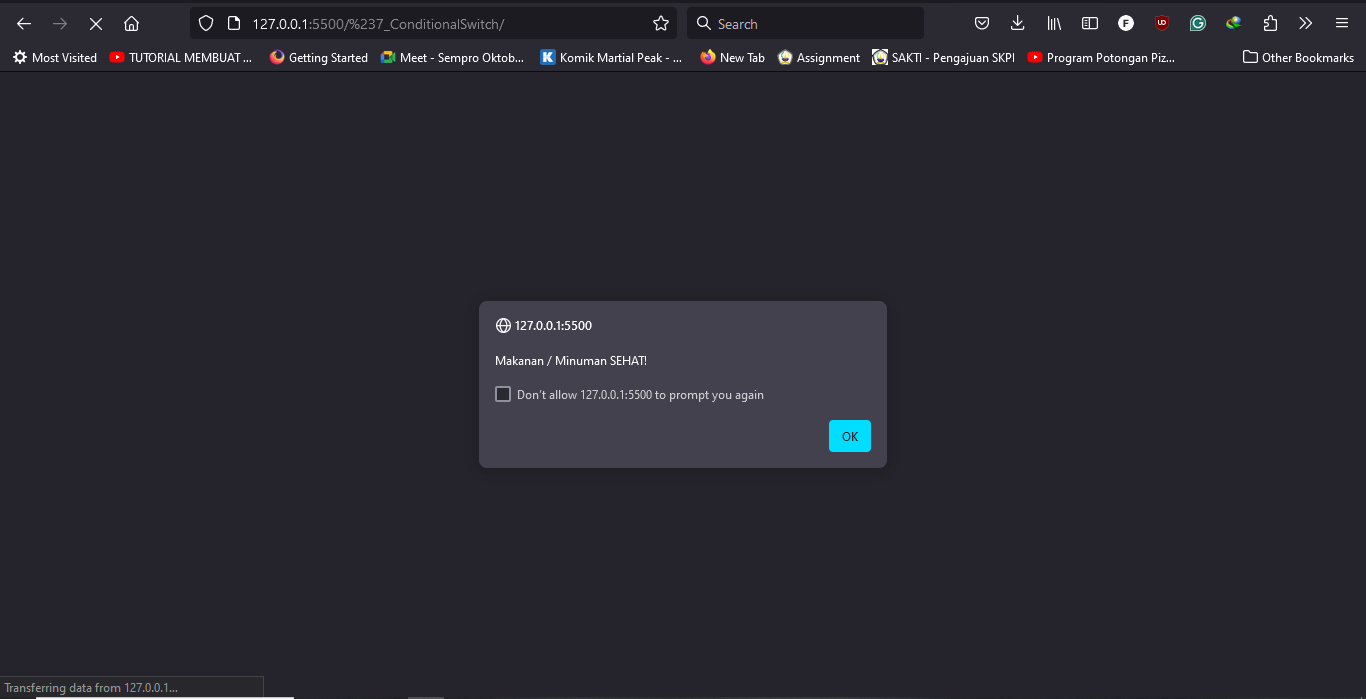 127.0.0.1:5500/%237_ConditionalSwitch/
Search
Most Visited
TUTORIAL MEMBUAT ...
Getting Started
Meet - Sempro Oktob...
Komik Martial Peak - ...
New Tab
Assignment
SAKTI - Pengajuan SKPI
Program Potongan Piz...
Other Bookmarks
127.0.0.1:5500
Makanan / Minuman SEHAT!
Don't allow 127.0.0.1:5500 to prompt you again
OK
Transferring data from 127.0.0.1...